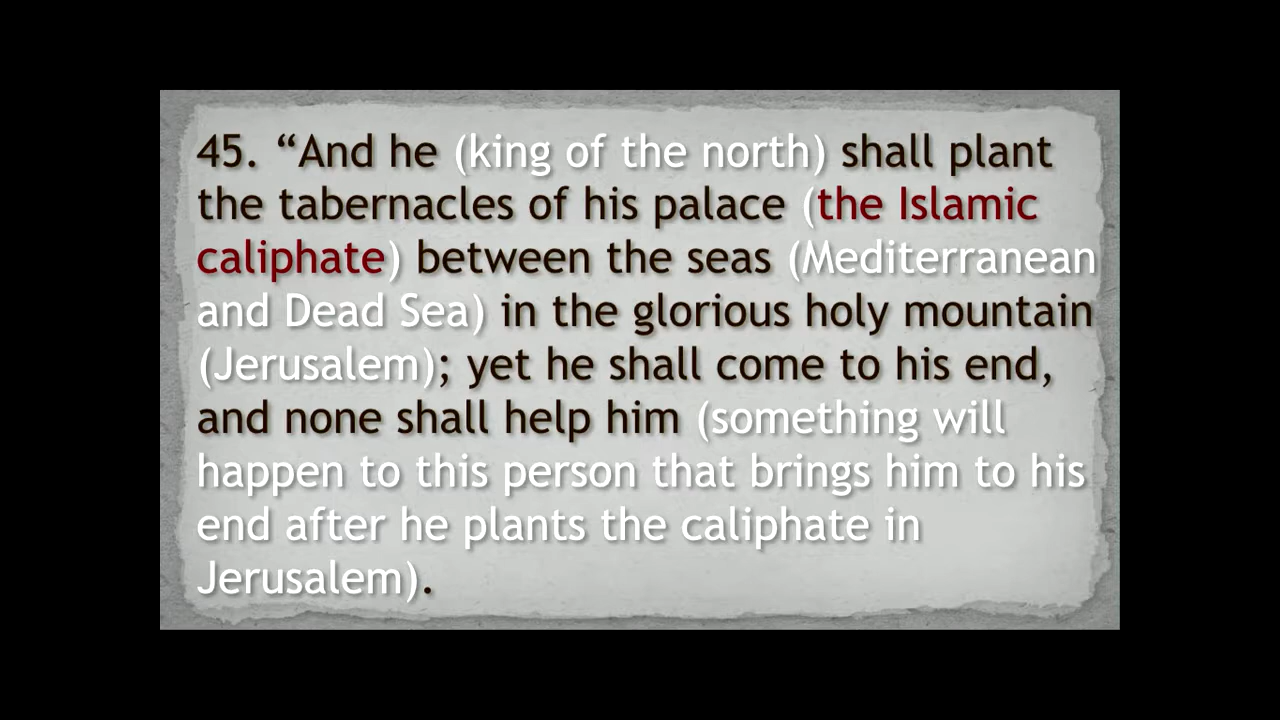 45. “And he (king of the north) shall plant
the tabernacles of his palace (the Islamic
caliphate) between the seas (Mediterranean
and Dead Sea) in the glorious holy mountain
(Jerusalem); yet he shall come to his end,
and none shall help him (something will
happen to this person that brings him to his
end after he plants the caliphate in
Jerusalem).